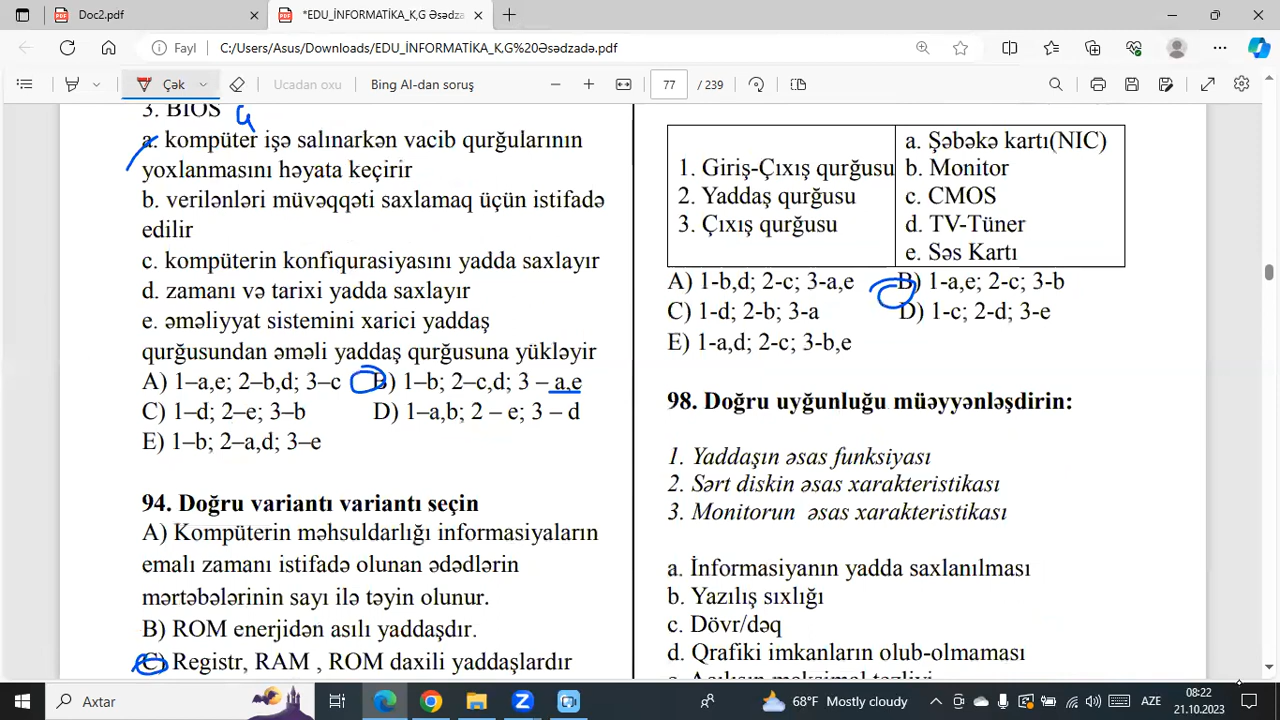 Doc2.pdf
*EDU_İNFORMATİKA_K,G Əsədza
Fayl
C:/Users/Asus/Downloads/EDU_İNFORMATİKA_K,G%20Əsədzadə.pdf
Çək
Ucadan oxu
Bing AI-dan soruş
77 / 239
3. BIOS
a. kompüter işə salınarkən vacib qurğularının
yoxlanmasını həyata keçirir
b. verilənləri müvəqqəti saxlamaq üçün istifadə
edilir
c. kompüterin konfiqurasiyasını yadda saxlayır
d. zamanı və tarixi yadda saxlayır
e. əməliyyat sistemini xarici yaddaş
qurğusundan əməli yaddaş qurğusuna yükləyir
A) 1–a,e; 2–b,d; 3–c B) 1–b; 2–c,d; 3 – a,e
C) 1–d; 2–e; 3–b D) 1–a,b; 2 – e; 3 – d
E) 1–b; 2–a,d; 3–e
94. Doğru variantı variantı seçin
A) Kompüterin məhsuldarlığı informasiyaların
emalı zamanı istifadə olunan ədədlərin
mərtəbələrinin sayı ilə təyin olunur.
B) ROM enerjidən asılı yaddaşdır.
C) Registr, RAM , ROM daxili yaddaşlardır
1. Giriş-Çıxış qurğusu
2. Yaddaş qurğusu
3. Çıxış qurğusu
a. Şəbəkə kartı(NIC)
b. Monitor
c. CMOS
d. TV-Tüner
e. Səs Kartı
A) 1-b,d; 2-c; 3-a,e B) 1-a,e; 2-c; 3-b
C) 1-d; 2-b; 3-a D) 1-c; 2-d; 3-e
E) 1-a,d; 2-c; 3-b,e
98. Doğru uyğunluğu müəyyənləşdirin:
1. Yaddaşın əsas funksiyası
2. Sərt diskin əsas xarakteristikası
3. Monitorun əsas xarakteristikası
a. İnformasiyanın yadda saxlanılması
b. Yazılış sıxlığı
c. Dövr/dəq
d. Qrafiki imkanların olub-olmaması
Axtar
68°F Mostly cloudy
AZE
08:22
21.10.2023